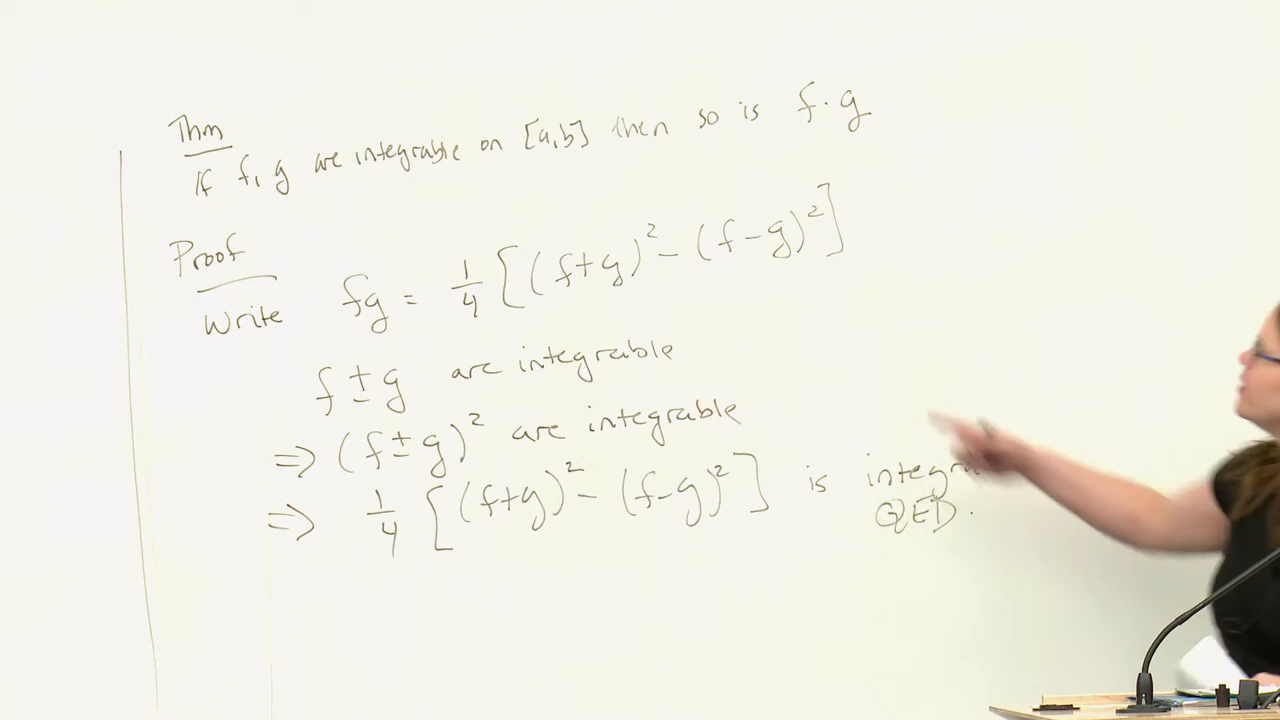 Thm
If f, g are integrable on [a,b] then so is f · g
Proof
Write fg = 1/4 [(f+g)² - (f-g)²]
f ± g are integrable
⇒ (f ± g)² are integrable
⇒ 1/4 [(f+g)² - (f-g)²] is
QED.